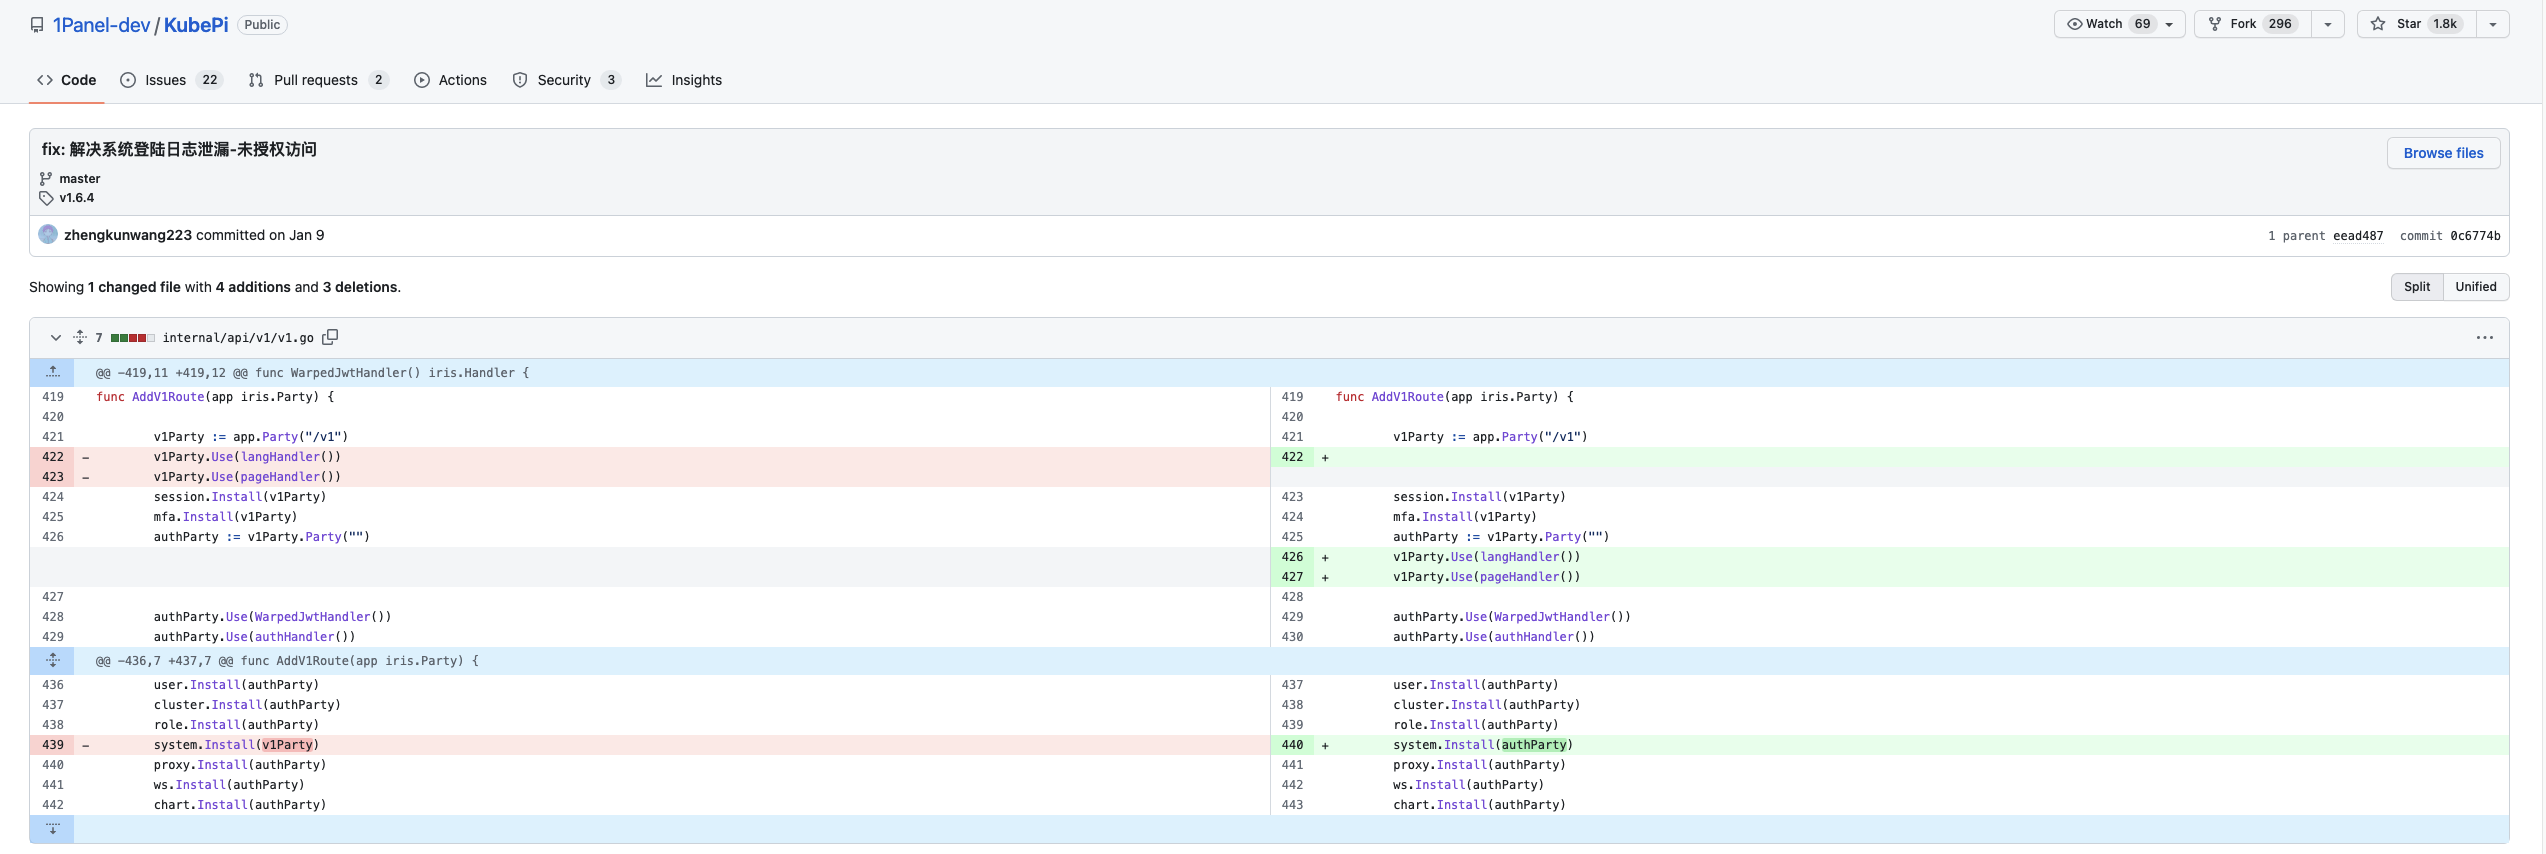 1Panel-dev / KubePi Public
Watch 69 Fork 296 Star 1.8k
Code Issues 22 Pull requests 2 Actions Security 3 Insights
fix: 解决系统登陆日志泄漏-未授权访问
Browse files
master
v1.6.4
zhengkunwang223 committed on Jan 9
1 parent eead487 commit 0c6774b
Showing 1 changed file with 4 additions and 3 deletions.
Split Unified
7 internal/api/v1/v1.go
@@ -419,11 +419,12 @@ func WarpedJwtHandler() iris.Handler {
419 func AddV1Route(app iris.Party) { 419 func AddV1Route(app iris.Party) {
420 420
421 v1Party := app.Party("/v1") 421 v1Party := app.Party("/v1")
422 - v1Party.Use(langHandler()) 422 +
423 - v1Party.Use(pageHandler())
424 session.Install(v1Party) 423 session.Install(v1Party)
425 mfa.Install(v1Party) 424 mfa.Install(v1Party)
426 authParty := v1Party.Party("") 425 authParty := v1Party.Party("")
426 + v1Party.Use(langHandler())
427 + v1Party.Use(pageHandler())
427 428
428 authParty.Use(WarpedJwtHandler()) 429 authParty.Use(WarpedJwtHandler())
429 authParty.Use(authHandler()) 430 authParty.Use(authHandler())
@@ -436,7 +437,7 @@ func AddV1Route(app iris.Party) {
436 user.Install(authParty) 437 user.Install(authParty)
437 cluster.Install(authParty) 438 cluster.Install(authParty)
438 role.Install(authParty) 439 role.Install(authParty)
439 - system.Install(v1Party) 440 + system.Install(authParty)
440 proxy.Install(authParty) 441 proxy.Install(authParty)
441 ws.Install(authParty) 442 ws.Install(authParty)
442 chart.Install(authParty) 443 chart.Install(authParty)